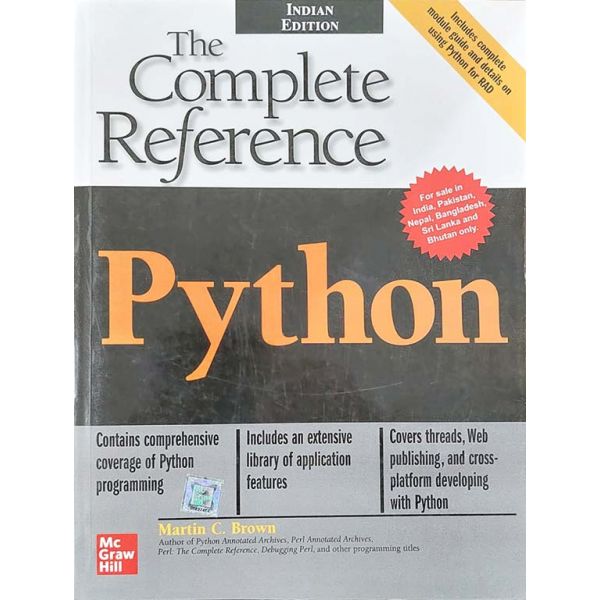 INDIAN
EDITION
The
Complete
Reference
Includes complete
module guide and details on
using Python for RAD
For sale in
India, Pakistan,
Nepal, Bangladesh,
Sri Lanka and
Bhutan only.
Python
Contains comprehensive
coverage of Python
programming
Includes an extensive
library of application
features
Covers threads, Web
publishing, and cross-
platform developing
with Python
Martin C. Brown
Author of Python Annotated Archives, Perl Annotated Archives,
Perl: The Complete Reference, Debugging Perl, and other programming titles
Mc
Graw
Hill